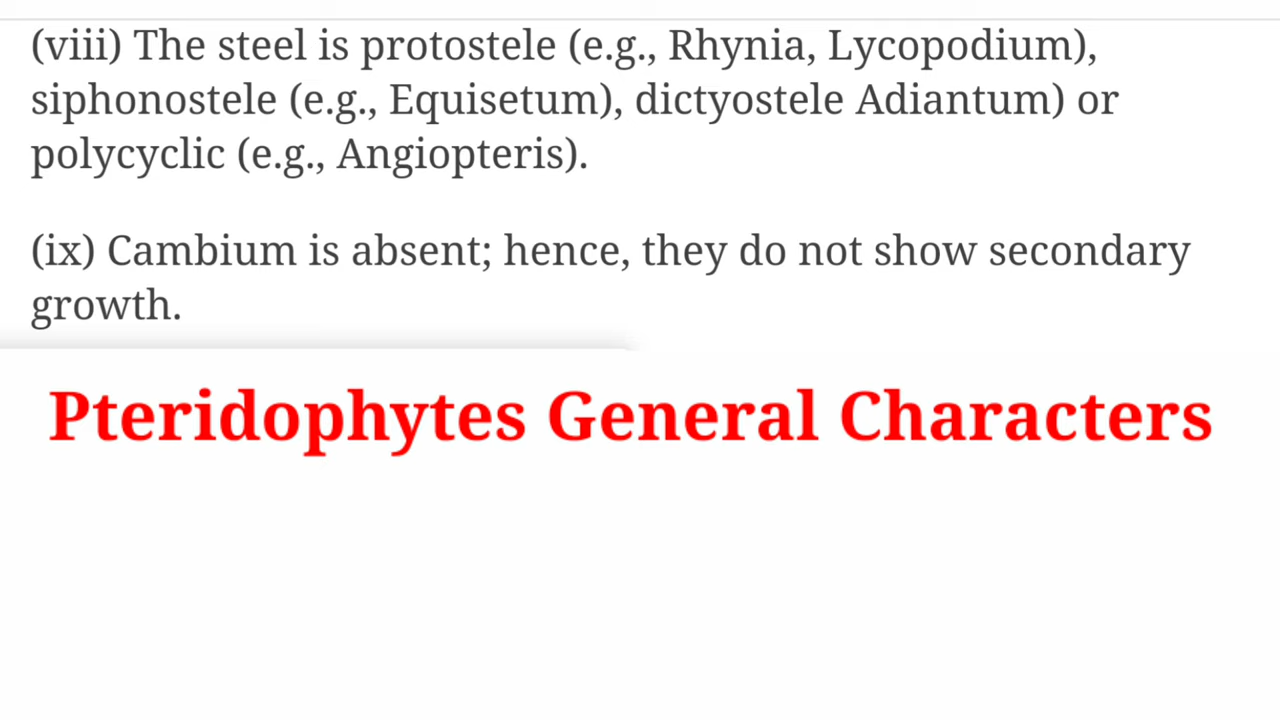 (viii) The steel is protostele (e.g., Rhynia, Lycopodium),
siphonostele (e.g., Equisetum), dictyostele Adiantum) or
polycyclic (e.g., Angiopteris).
(ix) Cambium is absent; hence, they do not show secondary
growth.
Pteridophytes General Characters